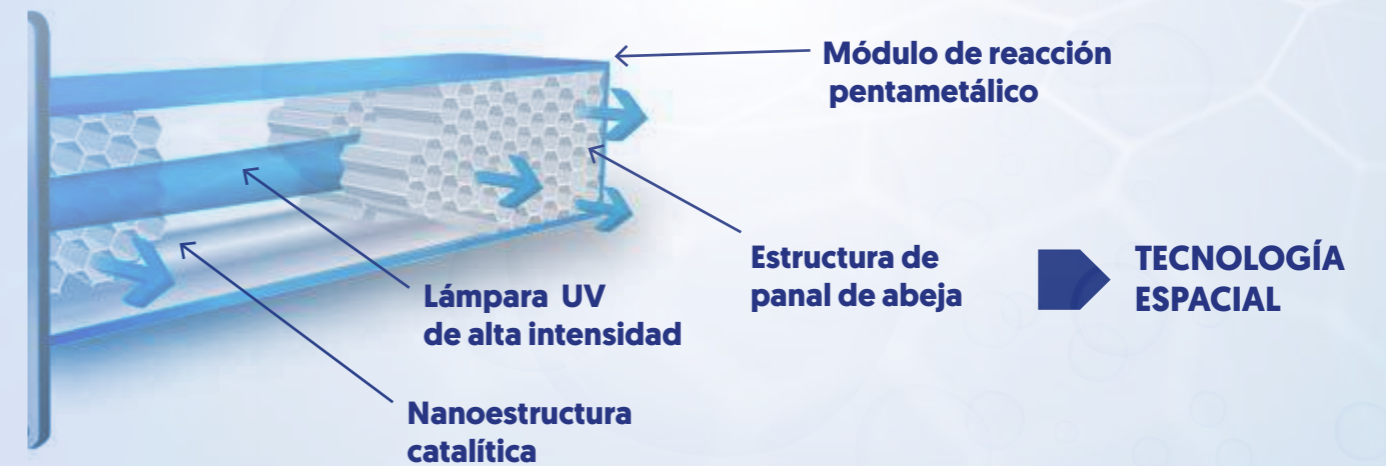 Módulo de reacción
pentametálico
Estructura de
panal de abeja
TECNOLOGÍA
ESPACIAL
Lámpara UV
de alta intensidad
Nanoestructura
catalítica